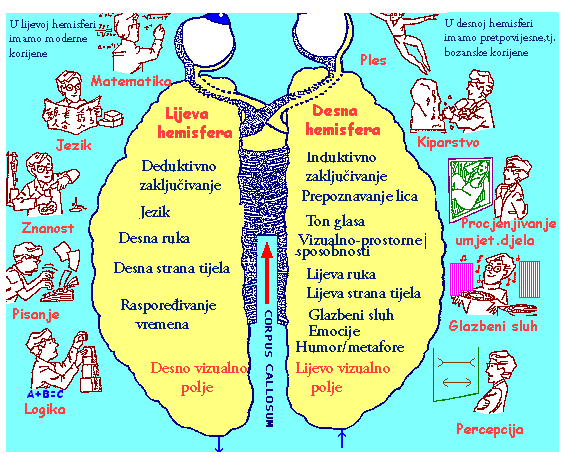 U lijevoj hemisferi
imamo moderne
korijene
Matematika
Jezik
Znanost
Pisanje
A+B=C
Logika
Lijeva
hemisfera
Deduktivno
zaključivanje
Jezik
Desna ruka
Desna strana tijela
Raspoređivanje
vremena
Desno vizualno
polje
CORPUS CALLOSUM
Desna
hemisfera
Induktivno
zaključivanje
Prepoznavanje lica
Ton glasa
Vizualno-prostorne
sposobnosti
Lijeva ruka
Lijeva strana tijela
Glazbeni sluh
Emocije
Humor/metafore
Lijevo vizualno
polje
U desnoj hemisferi
imamo pretpovijesne,tj.
bozanske korijene
Ples
Kiparstvo
Procjenjivanje
umjet.djela
Glazbeni sluh
Percepcija